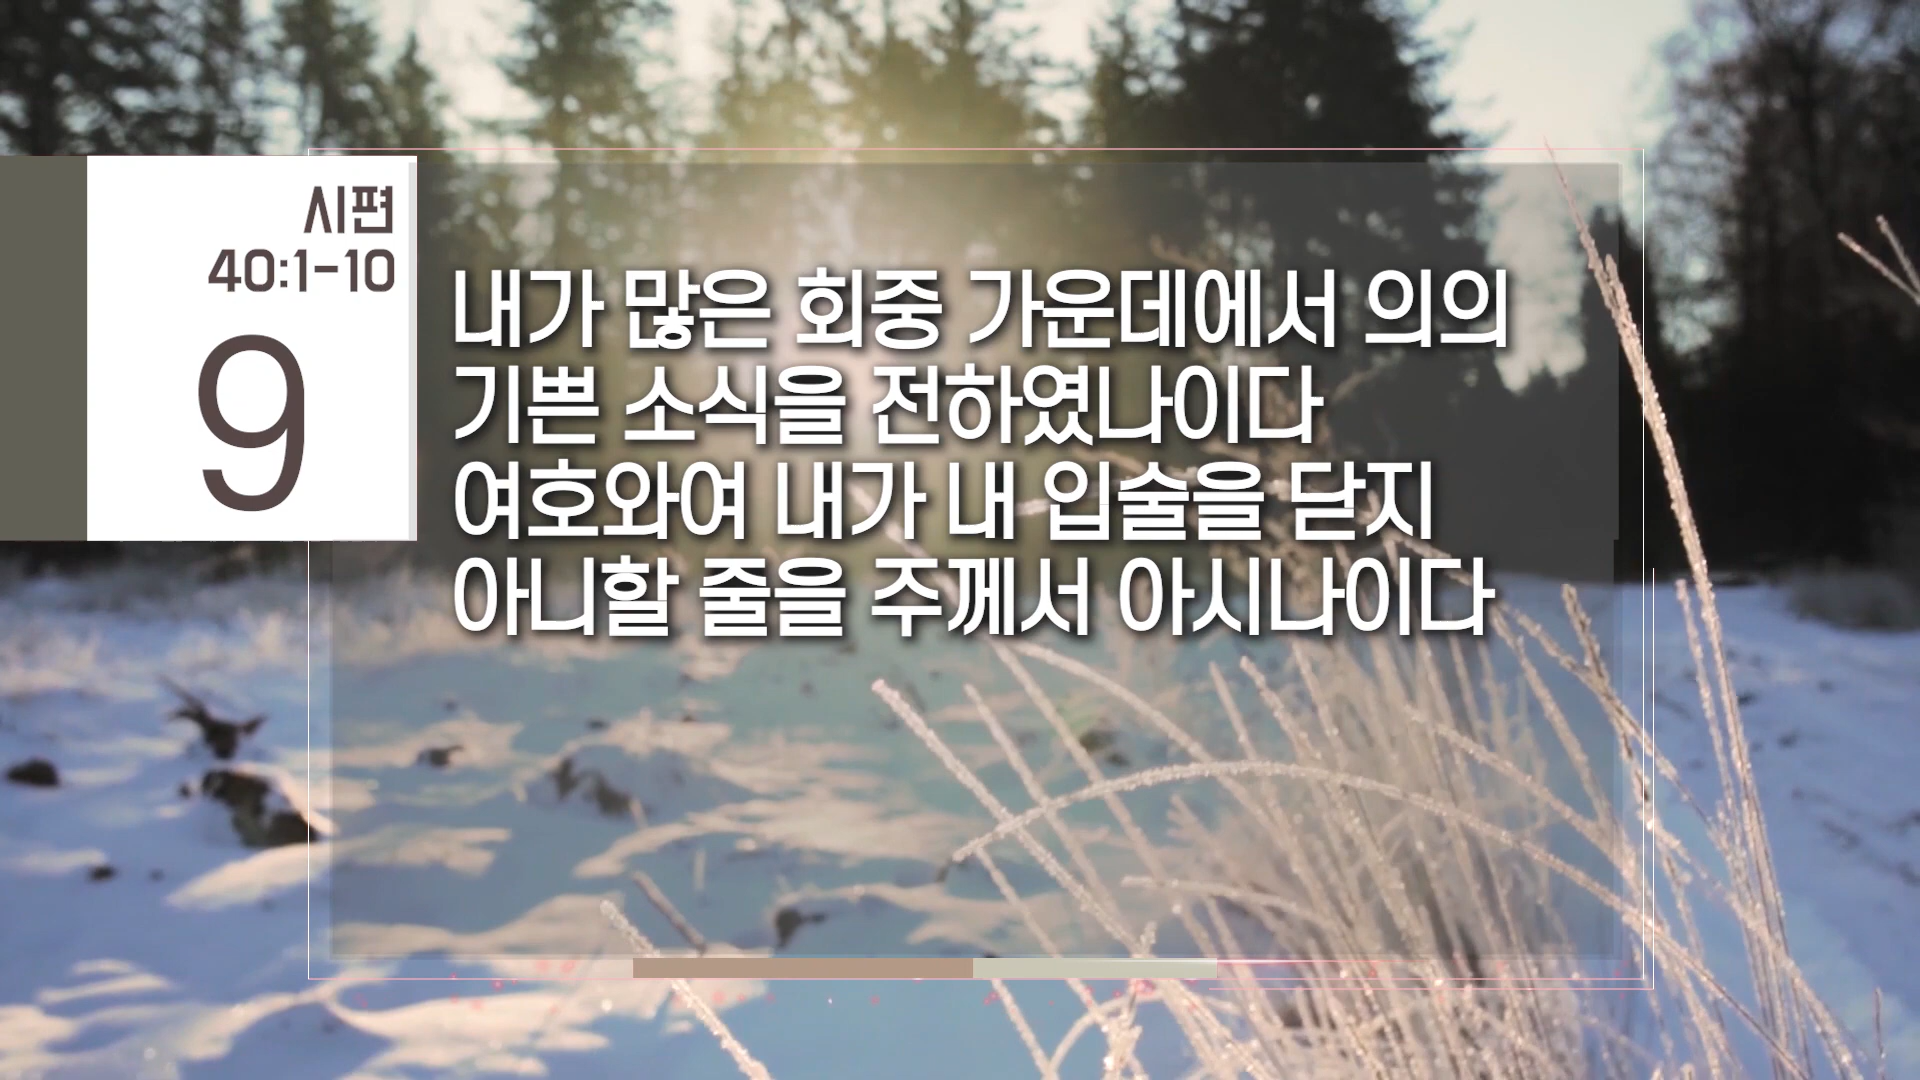 시편
40:1-10
9
내가 많은 회중 가운데에서 의의
기쁜 소식을 전하였나이다
여호와여 내가 내 입술을 닫지
아니할 줄을 주께서 아시나이다